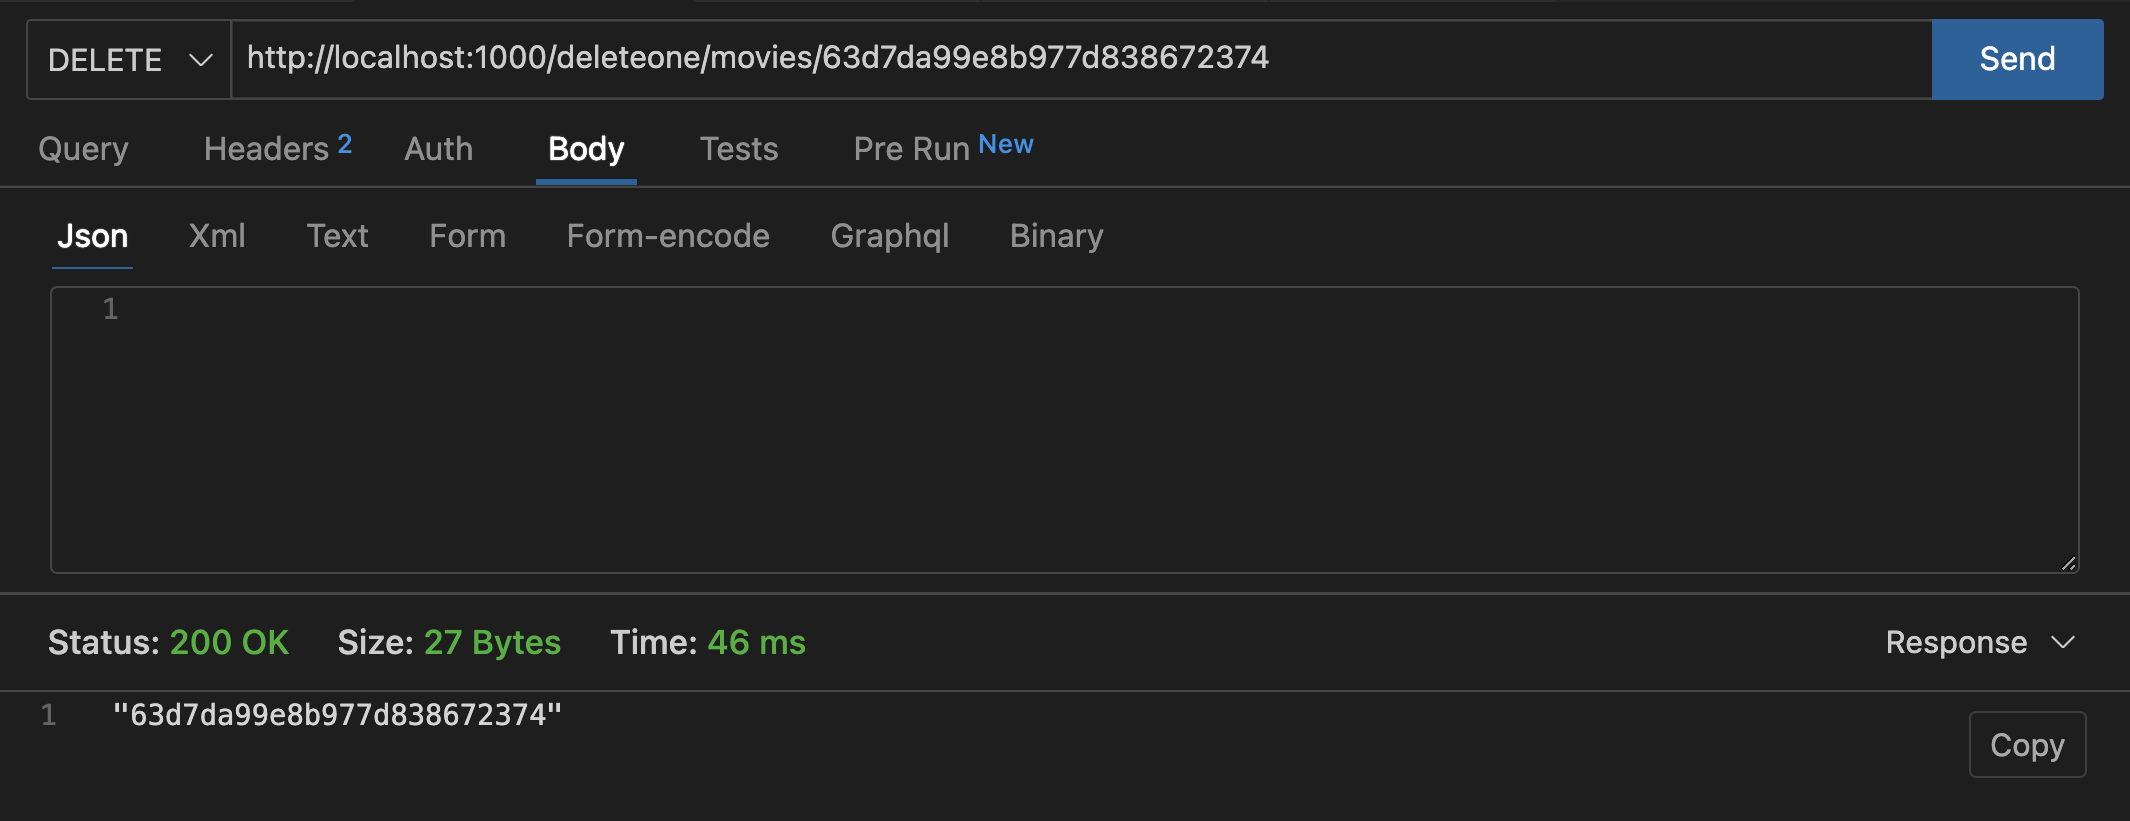 DELETE http://localhost:1000/deleteone/movies/63d7da99e8b977d838672374 Send
Query Headers 2 Auth Body Tests Pre Run New
Json Xml Text Form Form-encode Graphql Binary
1
Status: 200 OK Size: 27 Bytes Time: 46 ms Response
1 "63d7da99e8b977d838672374"
Copy